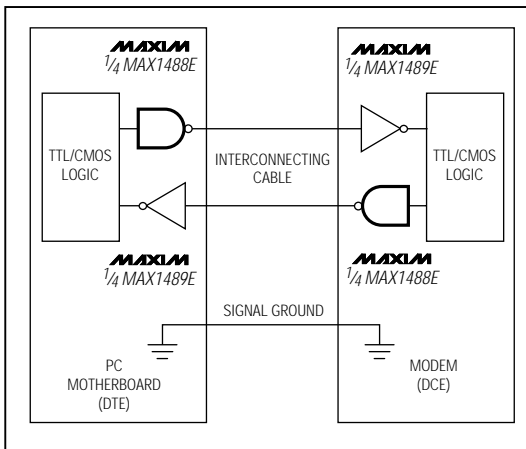 MAXIM
1/4 MAX1488E
MAXIM
1/4 MAX1489E
TTL/CMOS
LOGIC
INTERCONNECTING
CABLE
TTL/CMOS
LOGIC
MAXIM
1/4 MAX1489E
MAXIM
1/4 MAX1488E
SIGNAL GROUND
PC
MOTHERBOARD
(DTE)
MODEM
(DCE)